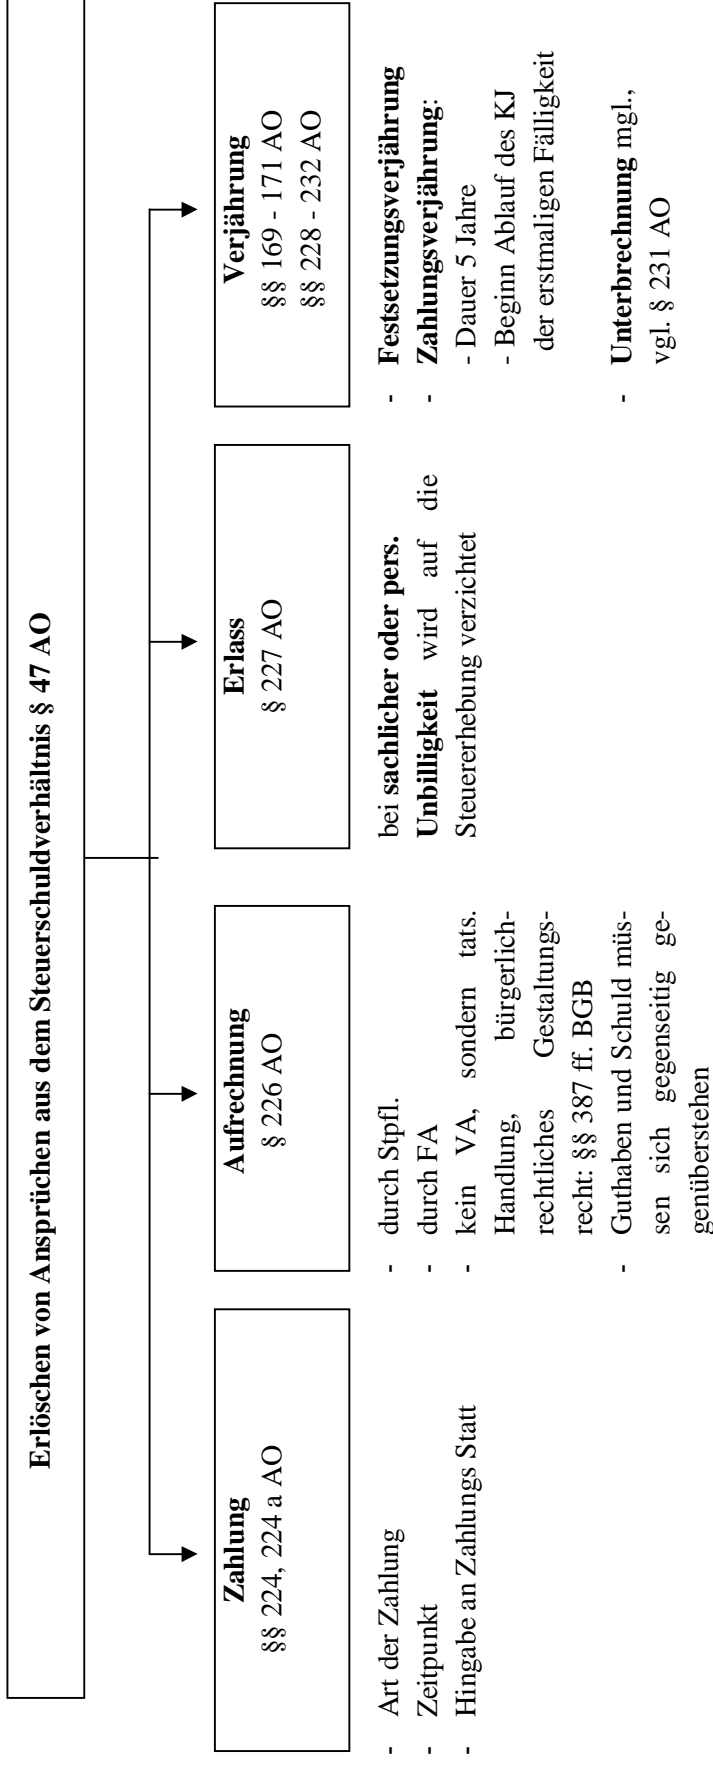 Erlöschen von Ansprüchen aus dem Steuerschuldverhältnis § 47 AO
Zahlung
§§ 224, 224 a AO
- Art der Zahlung
- Zeitpunkt
- Hingabe an Zahlungs Statt
Aufrechnung
§ 226 AO
- durch Stpfl.
- durch FA
- kein VA, sondern tats.
Handlung, bürgerlich-
rechtliches Gestaltungs-
recht: §§ 387 ff. BGB
- Guthaben und Schuld müs-
sen sich gegenseitig ge-
genüberstehen
Erlass
§ 227 AO
bei sachlicher oder pers.
Unbilligkeit wird auf die
Steuererhebung verzichtet
Verjährung
§§ 169 - 171 AO
§§ 228 - 232 AO
- Festsetzungsverjährung
- Zahlungsverjährung:
- Dauer 5 Jahre
- Beginn Ablauf des KJ
der erstmaligen Fälligkeit
- Unterbrechnung mgl.,
vgl. § 231 AO